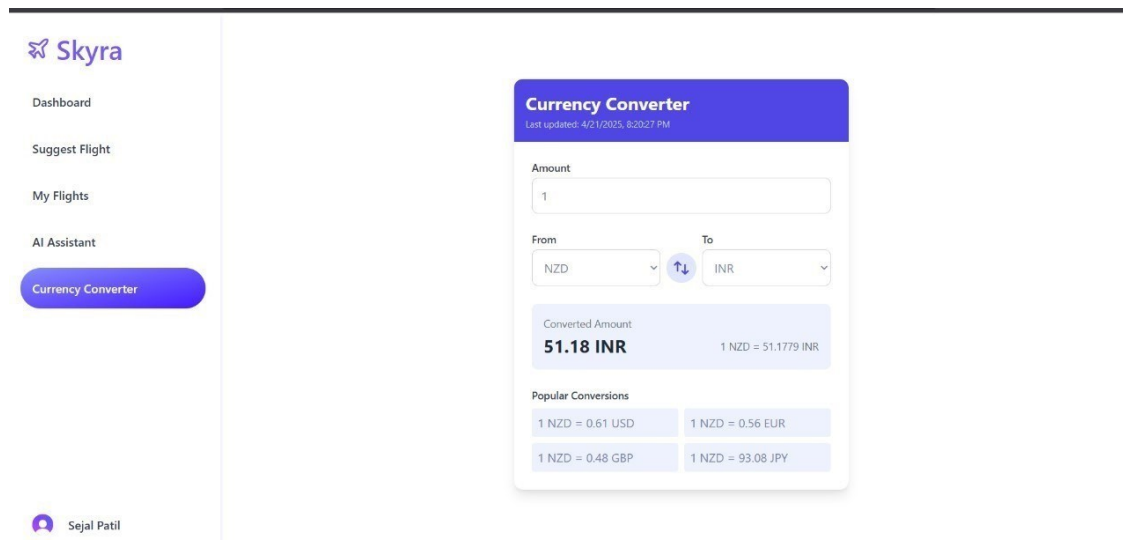 Skyra
Dashboard
Suggest Flight
My Flights
AI Assistant
Currency Converter
Sejal Patil
Currency Converter
Last updated: 4/21/2025, 8:20:27 PM
Amount
1
From To
NZD INR
Converted Amount
51.18 INR 1 NZD = 51.1779 INR
Popular Conversions
1 NZD = 0.61 USD 1 NZD = 0.56 EUR
1 NZD = 0.48 GBP 1 NZD = 93.08 JPY